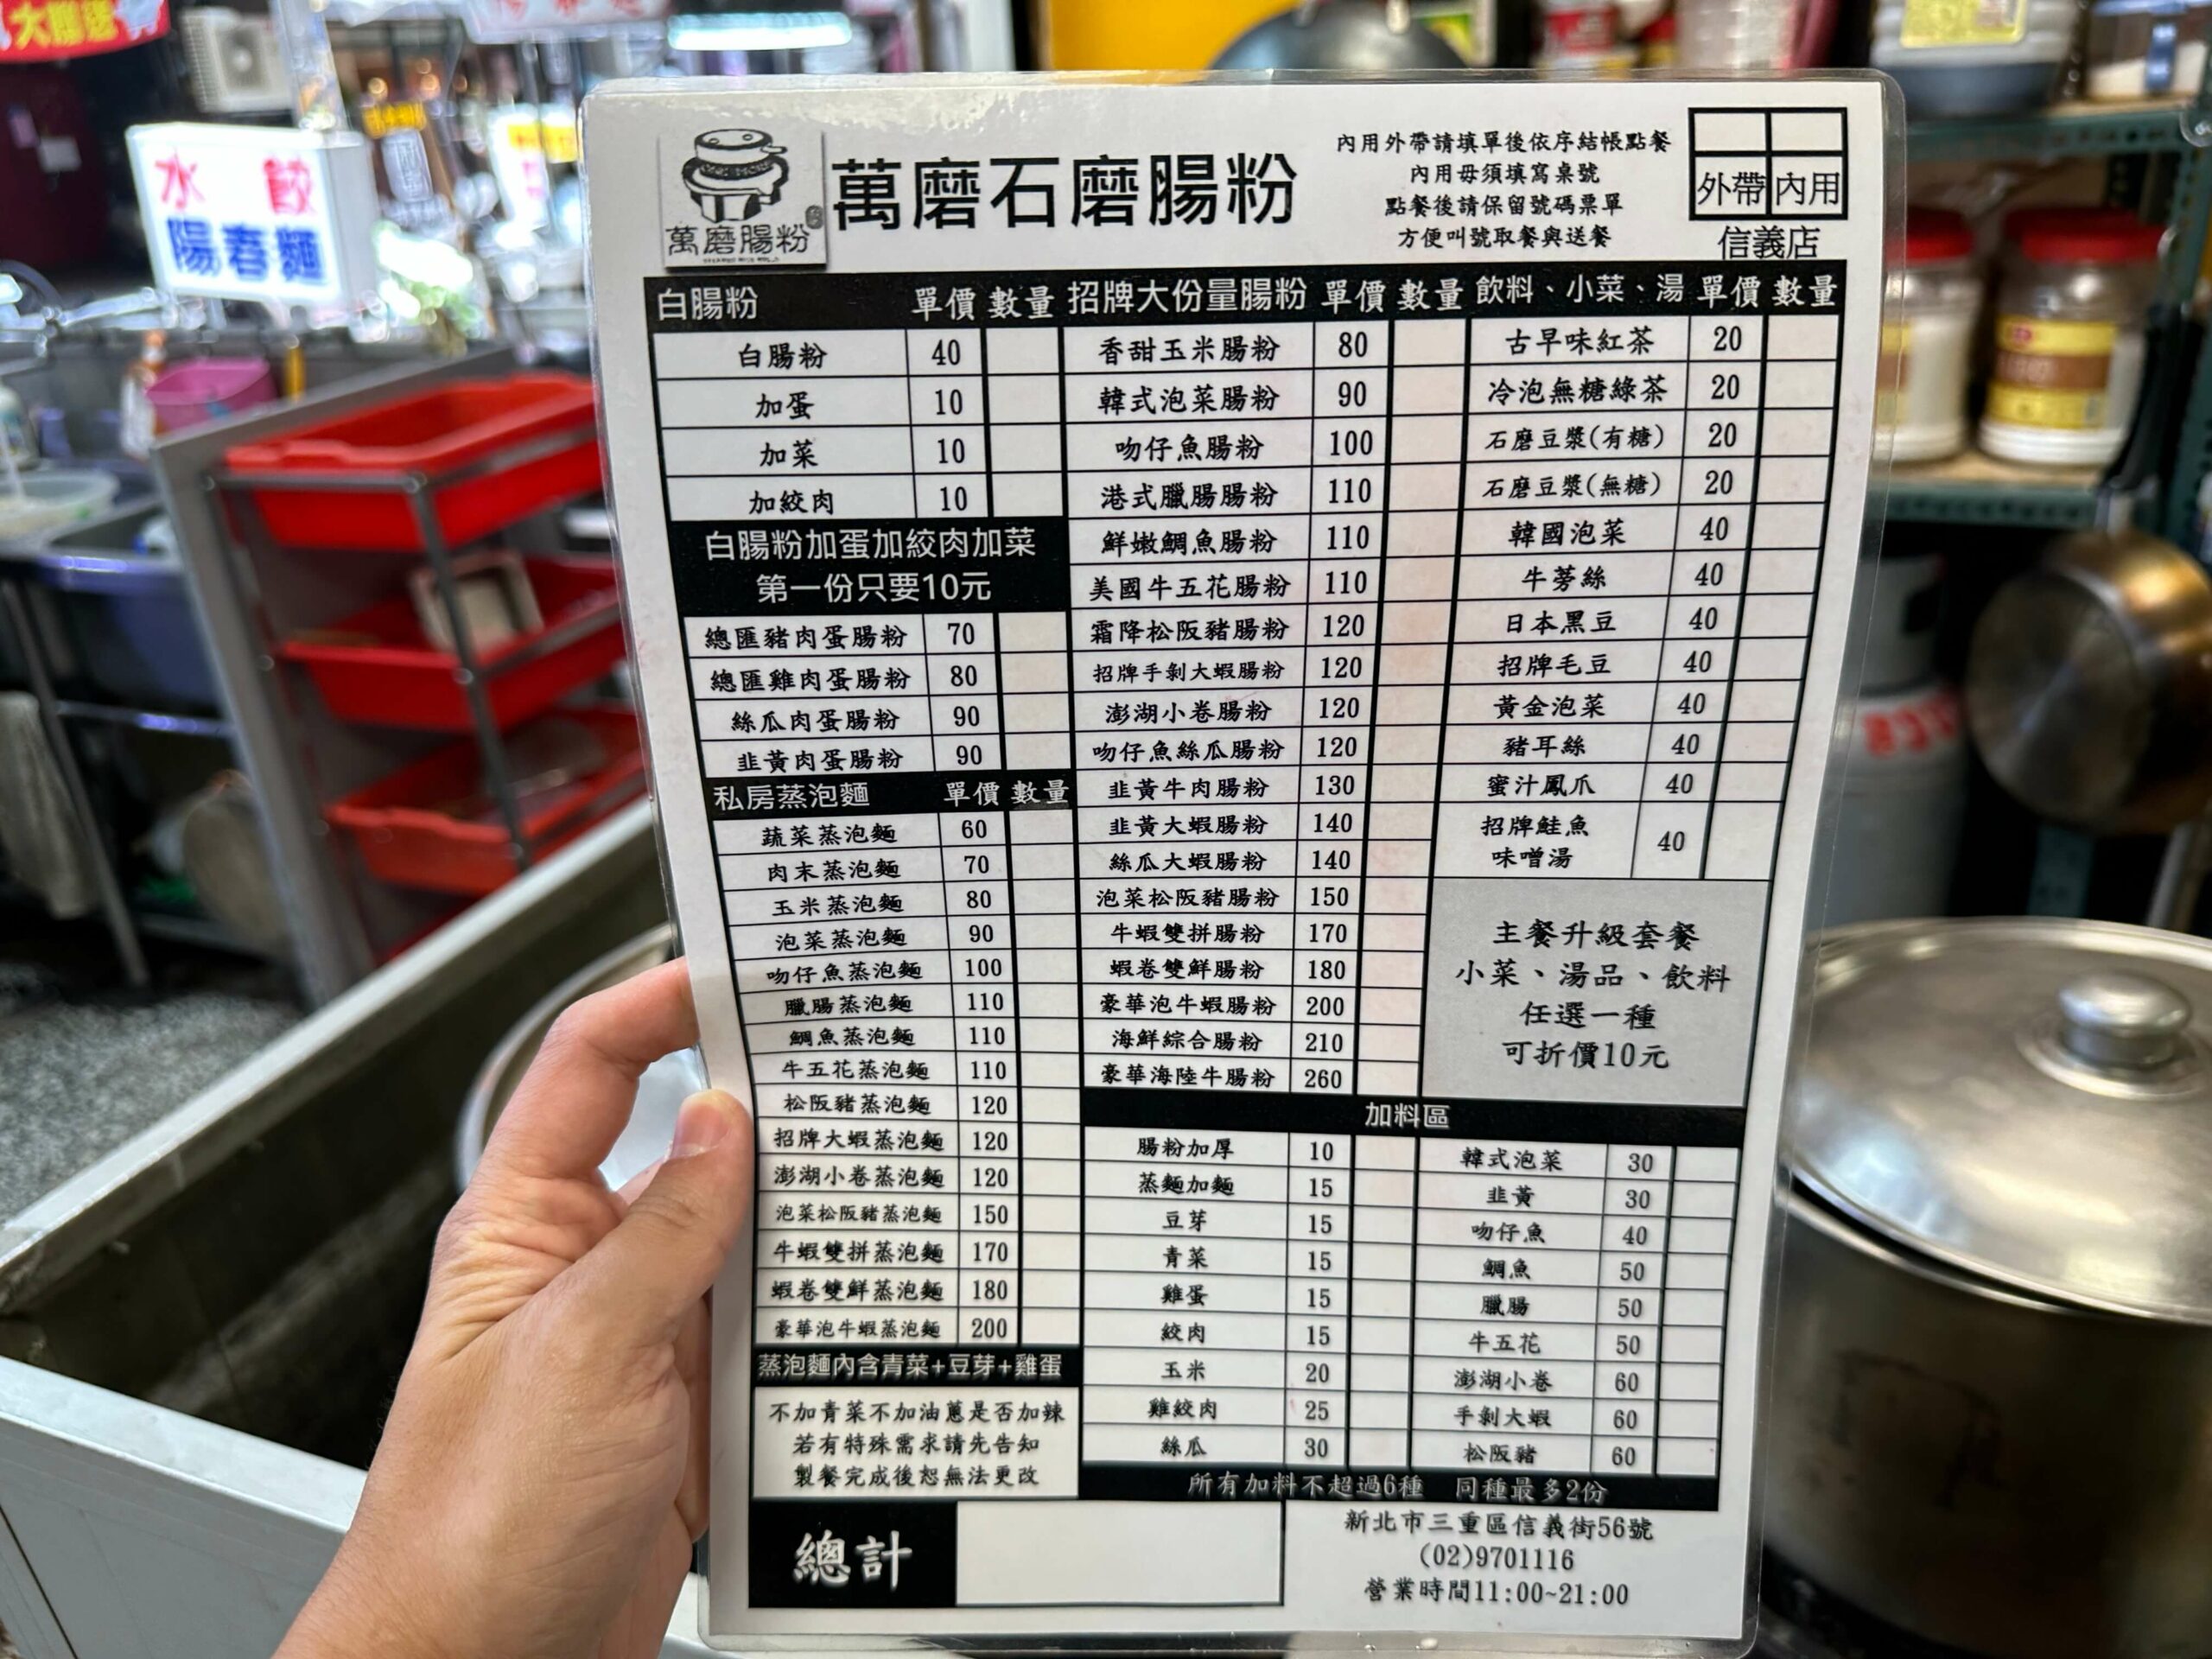 大腸
水餃
陽春麵
萬磨腸粉
萬磨石磨腸粉
內用外帶請填單後依序結帳點餐
內用毋須填寫桌號
點餐後請保留號碼票單
方便叫號取餐與送餐
外帶 內用
信義店
白腸粉 單價 數量
白腸粉 40
加蛋 10
加菜 10
加絞肉 10
白腸粉加蛋加絞肉加菜
第一份只要10元
總匯豬肉蛋腸粉 70
總匯雞肉蛋腸粉 80
絲瓜肉蛋腸粉 90
韭黃肉蛋腸粉 90
私房蒸泡麵 單價 數量
蔬菜蒸泡麵 60
肉末蒸泡麵 70
玉米蒸泡麵 80
泡菜蒸泡麵 90
吻仔魚蒸泡麵 100
臘腸蒸泡麵 110
鯛魚蒸泡麵 110
牛五花蒸泡麵 110
松阪豬蒸泡麵 120
招牌大蝦蒸泡麵 120
澎湖小卷蒸泡麵 120
泡菜松阪豬蒸泡麵 150
牛蝦雙拼蒸泡麵 170
蝦卷雙鮮蒸泡麵 180
豪華泡牛蝦蒸泡麵 200
蒸泡麵內含青菜+豆芽+雞蛋
不加青菜不加油蔥是否加辣
若有特殊需求請先告知
製餐完成後恕無法更改
招牌大份量腸粉 單價 數量
香甜玉米腸粉 80
韓式泡菜腸粉 90
吻仔魚腸粉 100
港式臘腸腸粉 110
鮮嫩鯛魚腸粉 110
美國牛五花腸粉 110
霜降松阪豬腸粉 120
招牌手剝大蝦腸粉 120
澎湖小卷腸粉 120
吻仔魚絲瓜腸粉 120
韭黃牛肉腸粉 130
韭黃大蝦腸粉 140
絲瓜大蝦腸粉 140
泡菜松阪豬腸粉 150
牛蝦雙拼腸粉 170
蝦卷雙鮮腸粉 180
豪華泡牛蝦腸粉 200
海鮮綜合腸粉 210
豪華海陸牛腸粉 260
飲料、小菜、湯 單價 數量
古早味紅茶 20
冷泡無糖綠茶 20
石磨豆漿(有糖) 20
石磨豆漿(無糖) 20
韓國泡菜 40
牛蒡絲 40
日本黑豆 40
招牌毛豆 40
黃金泡菜 40
豬耳絲 40
蜜汁鳳爪 40
招牌鮭魚
味噌湯 40
主餐升級套餐
小菜、湯品、飲料
任選一種
可折價10元
加料區
腸粉加厚 10
蒸麵加麵 15
豆芽 15
青菜 15
雞蛋 15
絞肉 15
玉米 20
雞絞肉 25
絲瓜 30
韓式泡菜 30
韭黃 30
吻仔魚 40
鯛魚 50
臘腸 50
牛五花 50
澎湖小卷 60
手剝大蝦 60
松阪豬 60
所有加料不超過6種 同種最多2份
總計
新北市三重區信義街56號
(02)9701116
營業時間11:00~21:00